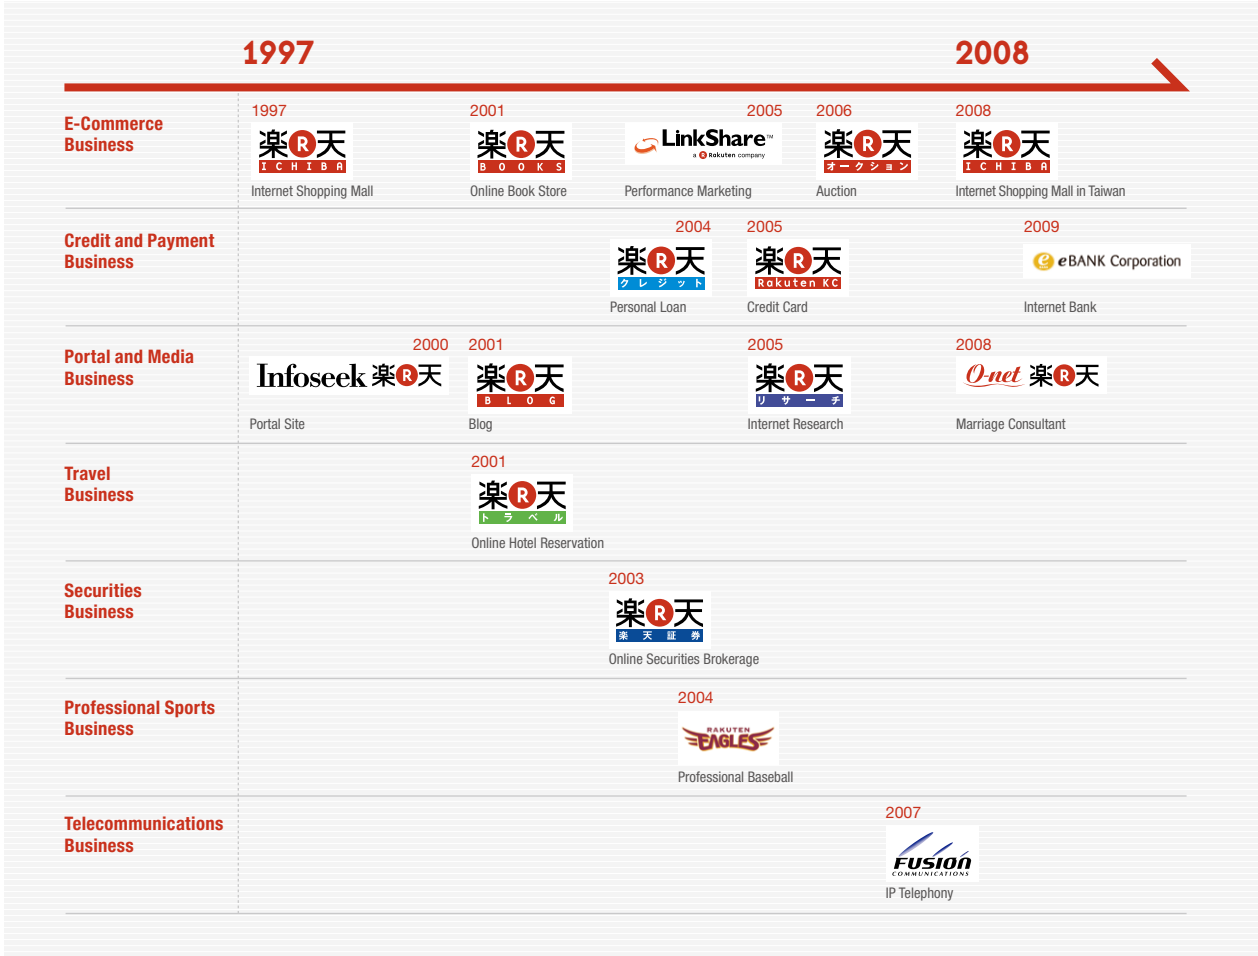 1997
2008
E-Commerce
Business
1997
2001
2005
2006
2008
楽R天
ICHIBA
楽R天
BOOKS
LinkShare™
a R Rakuten company
楽R天
オークション
楽R天
ICHIBA
Internet Shopping Mall
Online Book Store
Performance Marketing
Auction
Internet Shopping Mall in Taiwan
Credit and Payment
Business
2004
2005
2009
楽R天
クレジット
楽R天
Rakuten KC
e eBANK Corporation
Personal Loan
Credit Card
Internet Bank
Portal and Media
Business
2000
2001
2005
2008
Infoseek 楽R天
楽R天
BLOG
楽R天
リサーチ
O-net 楽R天
Portal Site
Blog
Internet Research
Marriage Consultant
Travel
Business
2001
楽R天
トラベル
Online Hotel Reservation
Securities
Business
2003
楽R天
楽天証券
Online Securities Brokerage
Professional Sports
Business
2004
RAKUTEN
EAGLES
Professional Baseball
Telecommunications
Business
2007
FUSION
COMMUNICATIONS
IP Telephony